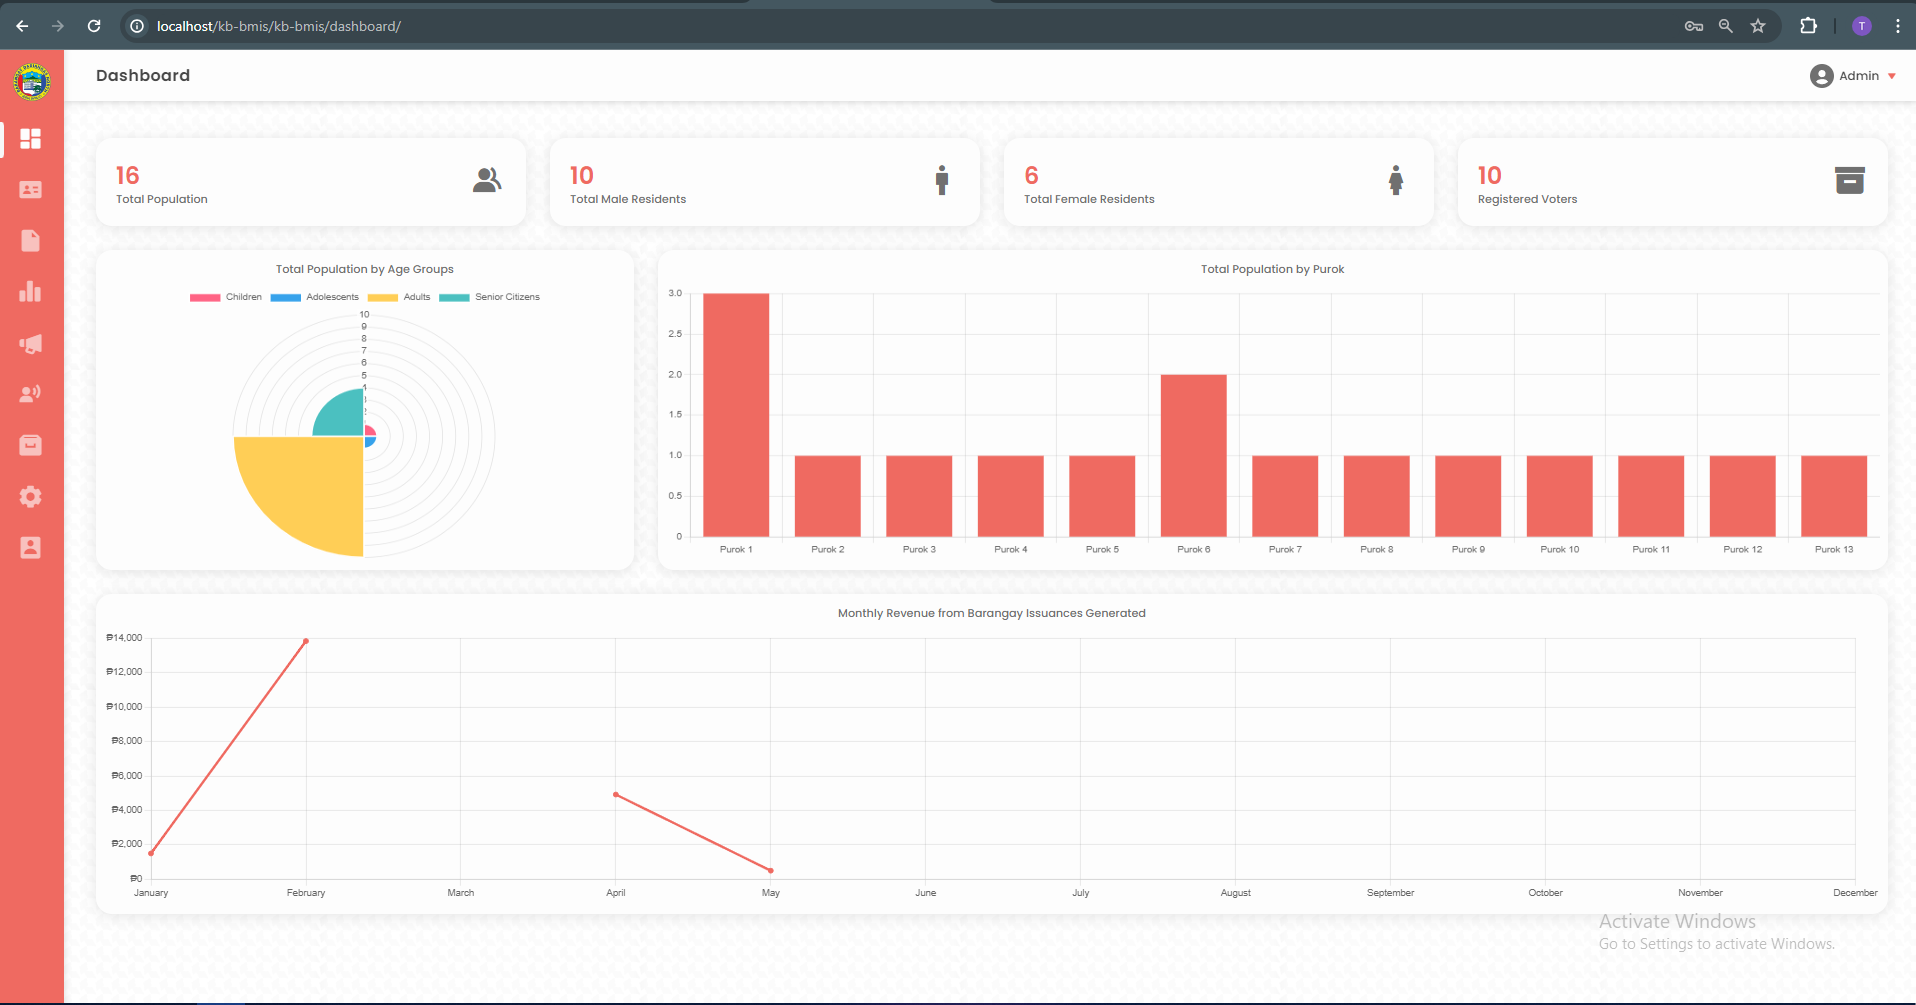 localhost/kb-bmis/kb-bmis/dashboard/
T
Dashboard
Admin
16
Total Population
10
Total Male Residents
6
Total Female Residents
10
Registered Voters
Total Population by Age Groups
Children Adolescents Adults Senior Citizens
10
9
8
7
6
5
4
Total Population by Purok
3.0
2.5
2.0
1.5
1.0
0.5
0
Purok 1 Purok 2 Purok 3 Purok 4 Purok 5 Purok 6 Purok 7 Purok 8 Purok 9 Purok 10 Purok 11 Purok 12 Purok 13
Monthly Revenue from Barangay Issuances Generated
₱14,000
₱12,000
₱10,000
₱8,000
₱6,000
₱4,000
₱2,000
₱0
January February March April May June July August September October November December
Activate Windows
Go to Settings to activate Windows.